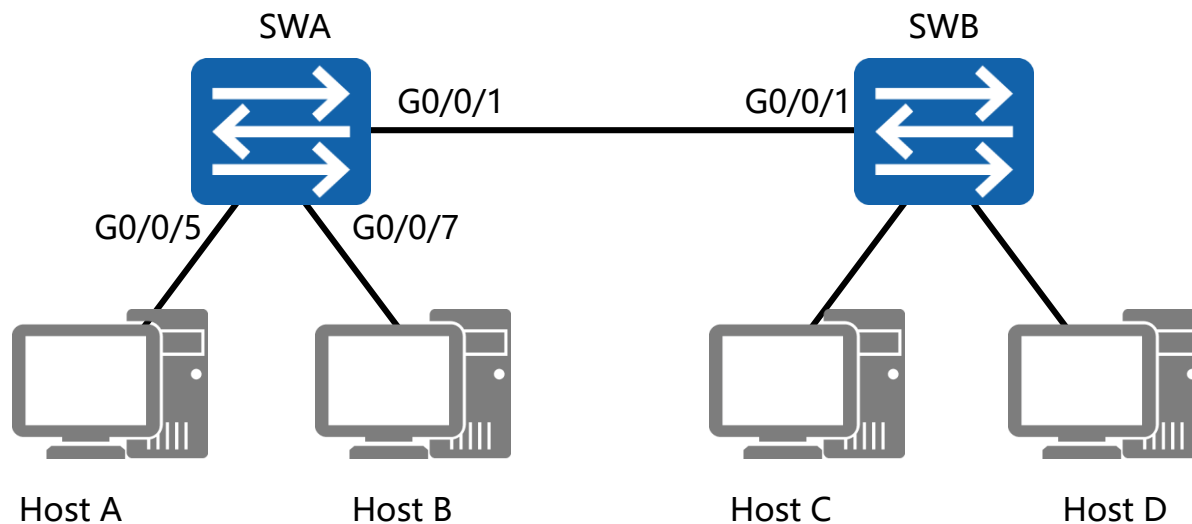 SWA
SWB
G0/0/1
G0/0/1
G0/0/5
G0/0/7
Host A
Host B
Host C
Host D